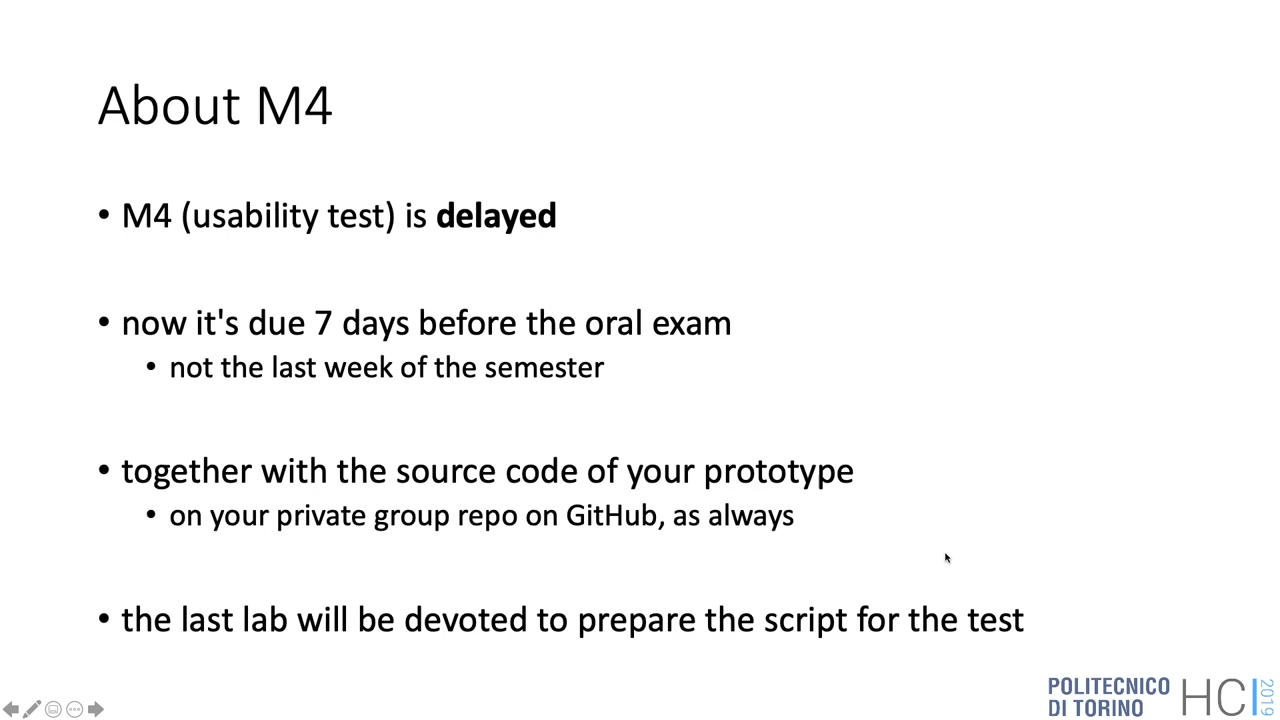 About M4
• M4 (usability test) is delayed
• now it's due 7 days before the oral exam
• not the last week of the semester
• together with the source code of your prototype
• on your private group repo on GitHub, as always
• the last lab will be devoted to prepare the script for the test
POLITECNICO
DI TORINO
HCI
2019